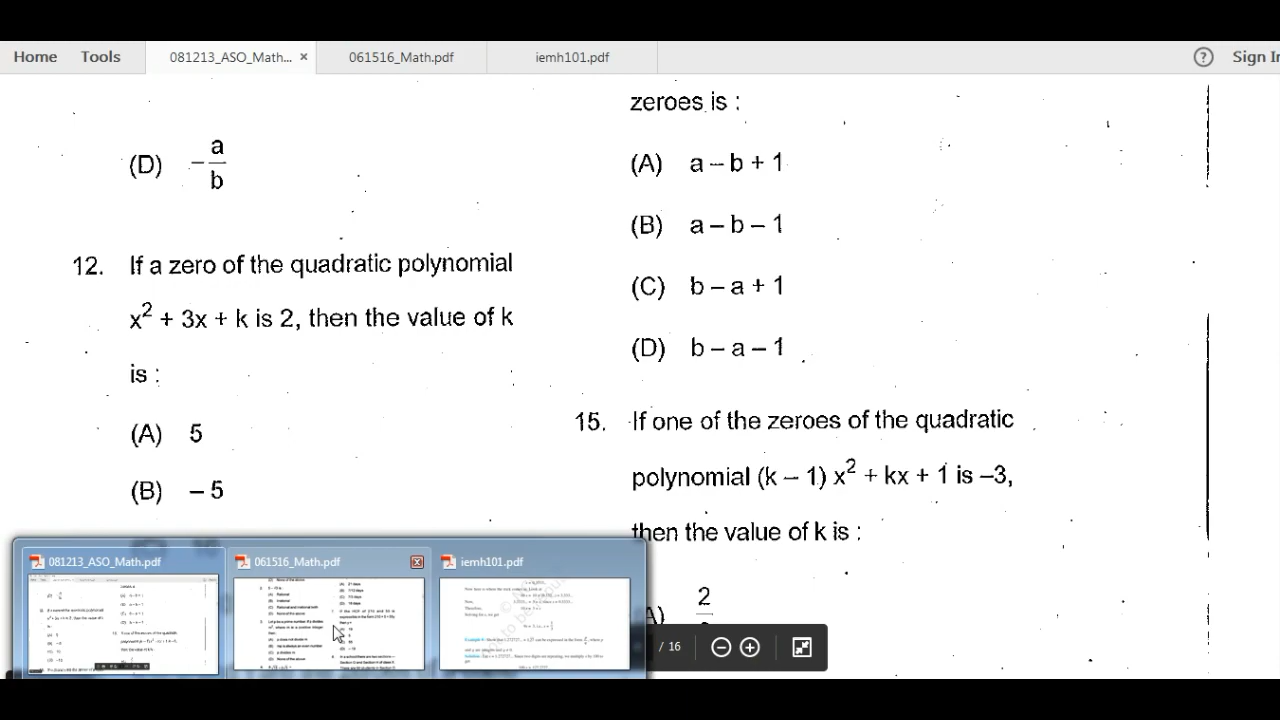 Home Tools 081213_ASO_Math... × 061516_Math.pdf iemh101.pdf ? Sign In
(D) – a/b
12. If a zero of the quadratic polynomial
x² + 3x + k is 2, then the value of k
is :
(A) 5
(B) – 5
zeroes is :
(A) a – b + 1
(B) a – b – 1
(C) b – a + 1
(D) b – a – 1
15. If one of the zeroes of the quadratic
polynomial (k – 1) x² + kx + 1 is –3,
then the value of k is :
2
081213_ASO_Math.pdf 061516_Math.pdf iemh101.pdf
/ 16